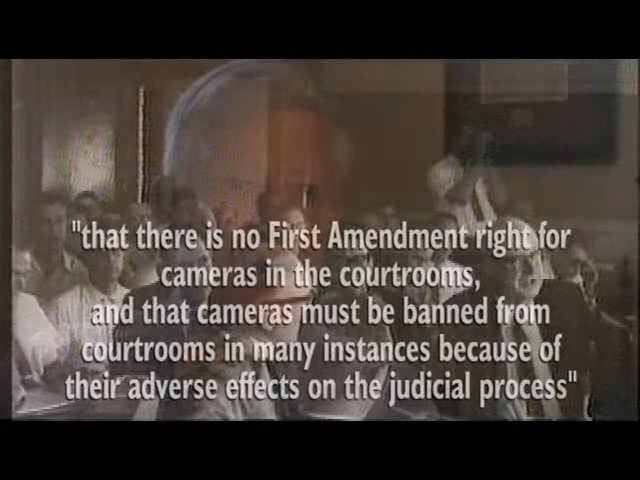 "that there is no First Amendment right for
cameras in the courtrooms,
and that cameras must be banned from
courtrooms in many instances because of
their adverse effects on the judicial process"